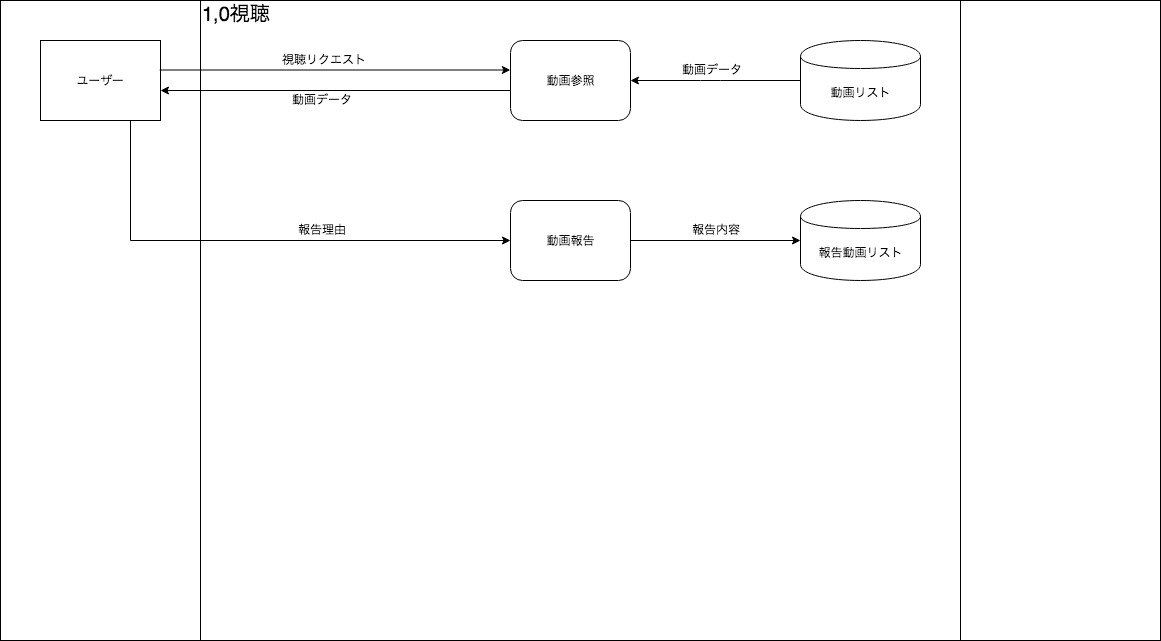 1,0視聴
ユーザー
視聴リクエスト
動画データ
動画参照
動画データ
動画リスト
報告理由
動画報告
報告内容
報告動画リスト